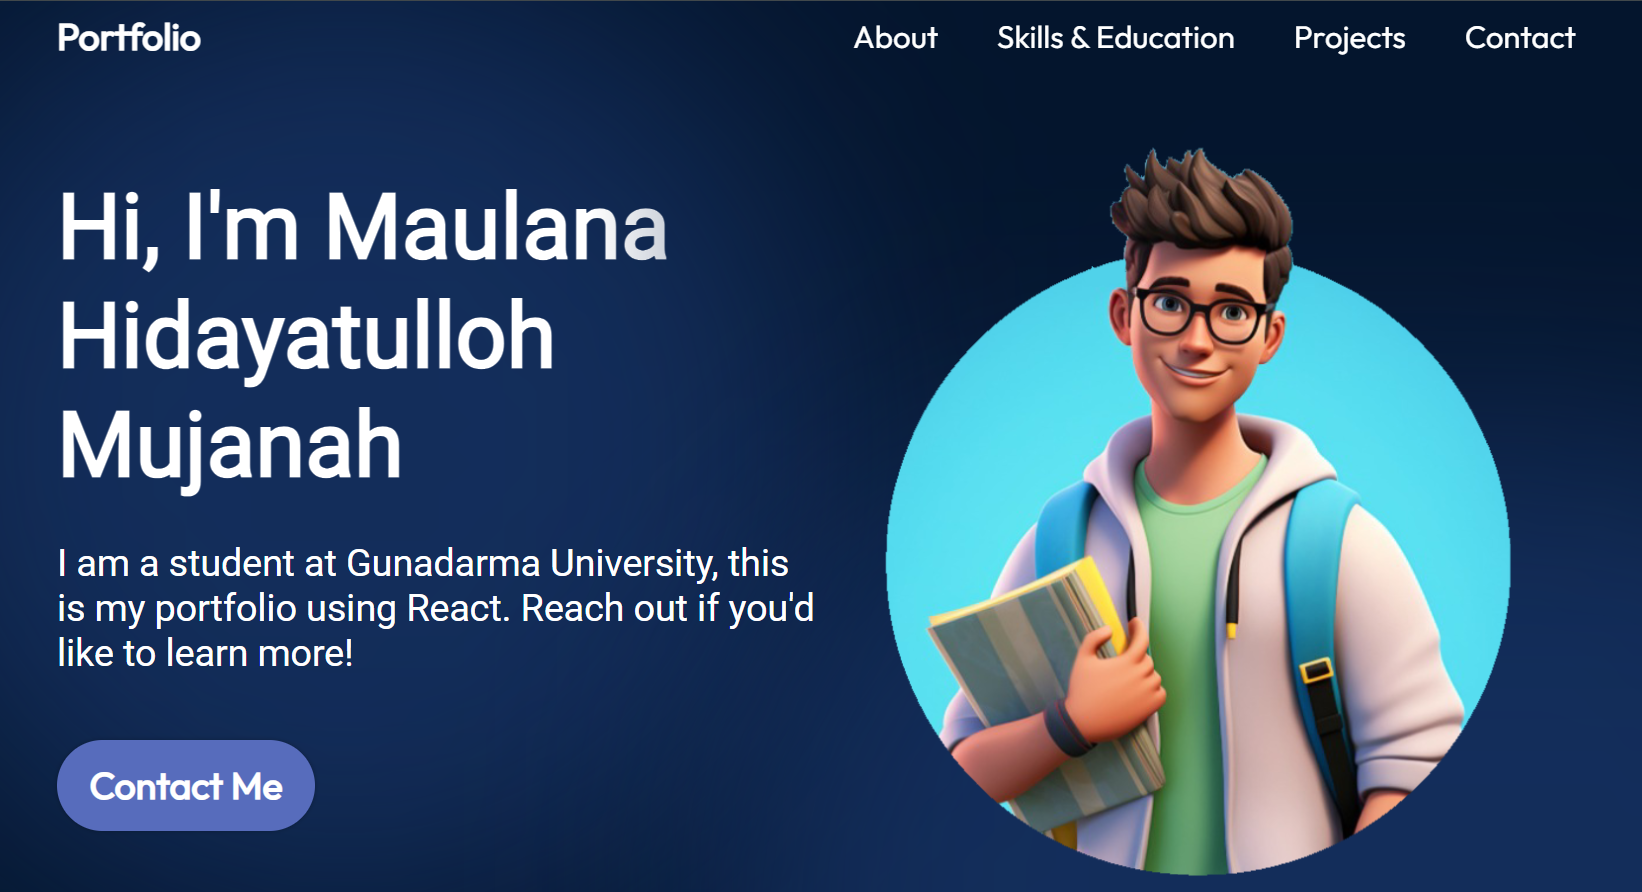 Portfolio
About
Skills & Education
Projects
Contact
Hi, I'm Maulana
Hidayatulloh
Mujanah
I am a student at Gunadarma University, this
is my portfolio using React. Reach out if you'd
like to learn more!
Contact Me